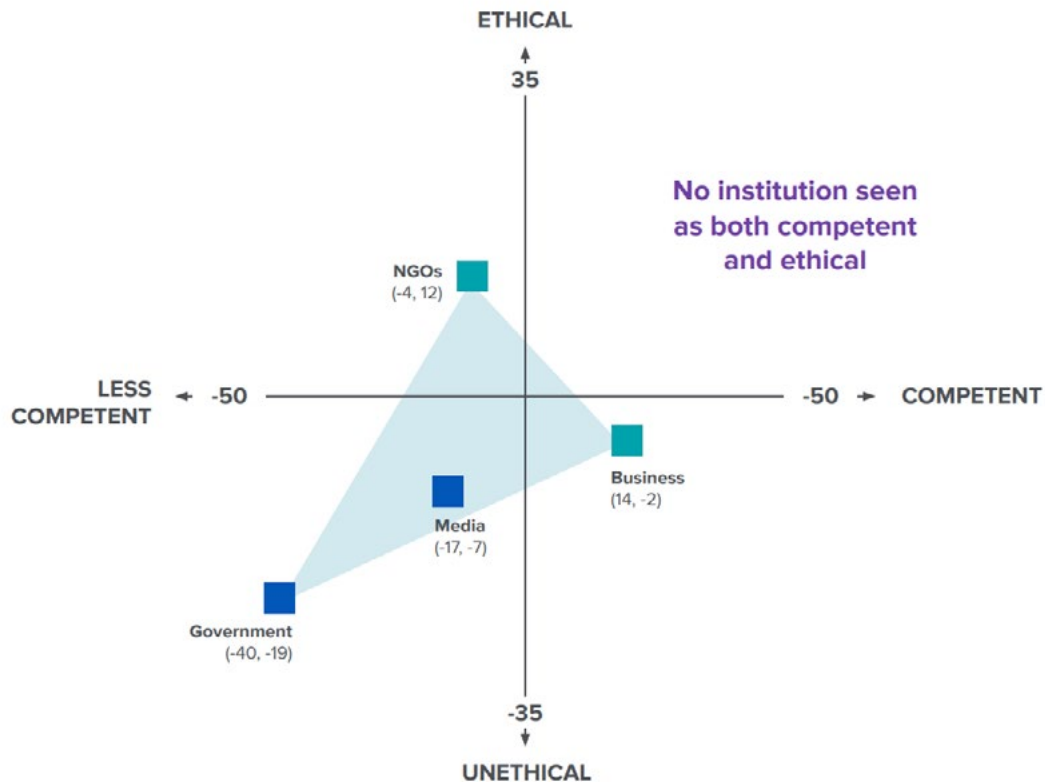 ETHICAL
35
No institution seen
as both competent
and ethical
NGOs
(-4, 12)
LESS
COMPETENT
-50
-50
COMPETENT
Business
(14, -2)
Media
(-17, -7)
Government
(-40, -19)
-35
UNETHICAL